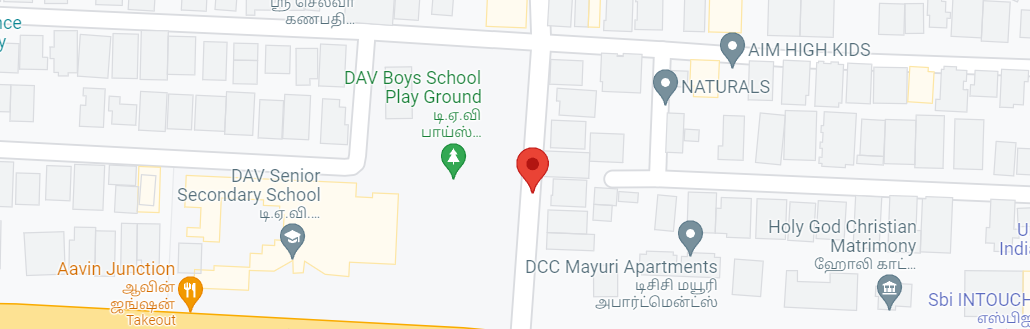 ஸ்ரீ செல்வா
கணபதி...
AIM HIGH KIDS
NATURALS
DAV Boys School
Play Ground
டி.ஏ.வி
பாய்ஸ்...
DAV Senior
Secondary School
டி.ஏ.வி....
Holy God Christian
Matrimony
ஹோலி காட்...
DCC Mayuri Apartments
டிசிசி மயூரி
அபார்ட்மென்ட்ஸ்
Aavin Junction
ஆவின்
ஜங்ஷன்
Takeout
Sbi INTOUCH